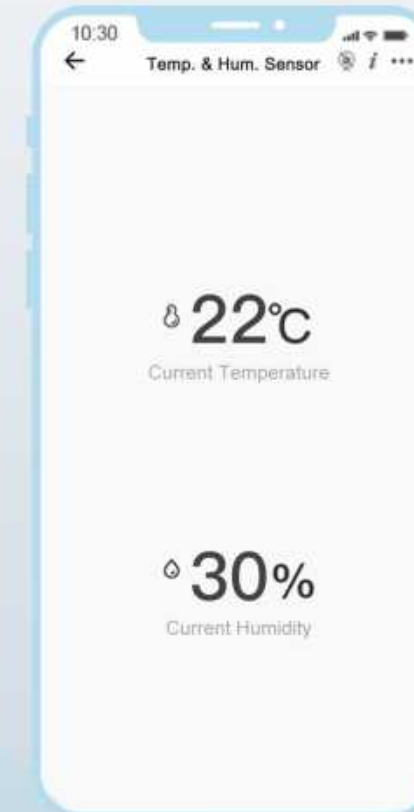 10:30
Temp. & Hum. Sensor
22℃
Current Temperature
30%
Current Humidity